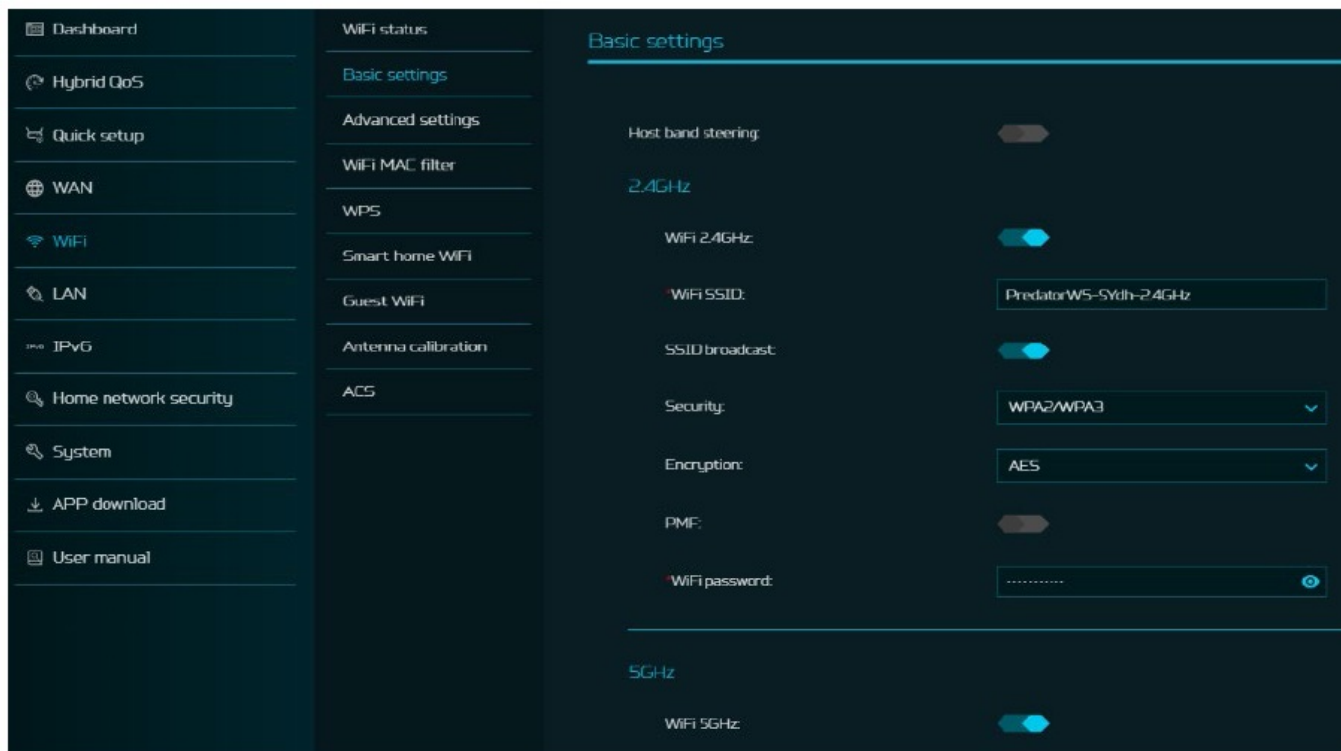 Dashboard
Hybrid QoS
Quick setup
WAN
WiFi
LAN
IPv6
Home network security
System
APP download
User manual
WiFi status
Basic settings
Advanced settings
WiFi MAC filter
WPS
Smart home WiFi
Guest WiFi
Antenna calibration
ACS
Basic settings
Host band steering:
2.4GHz
WiFi 2.4GHz:
*WiFi SSID: PredatorW5-SYdh-2.4GHz
SSID broadcast:
Security: WPA2/WPA3
Encryption: AES
PMF:
*WiFi password: -----------
5GHz
WiFi 5GHz: